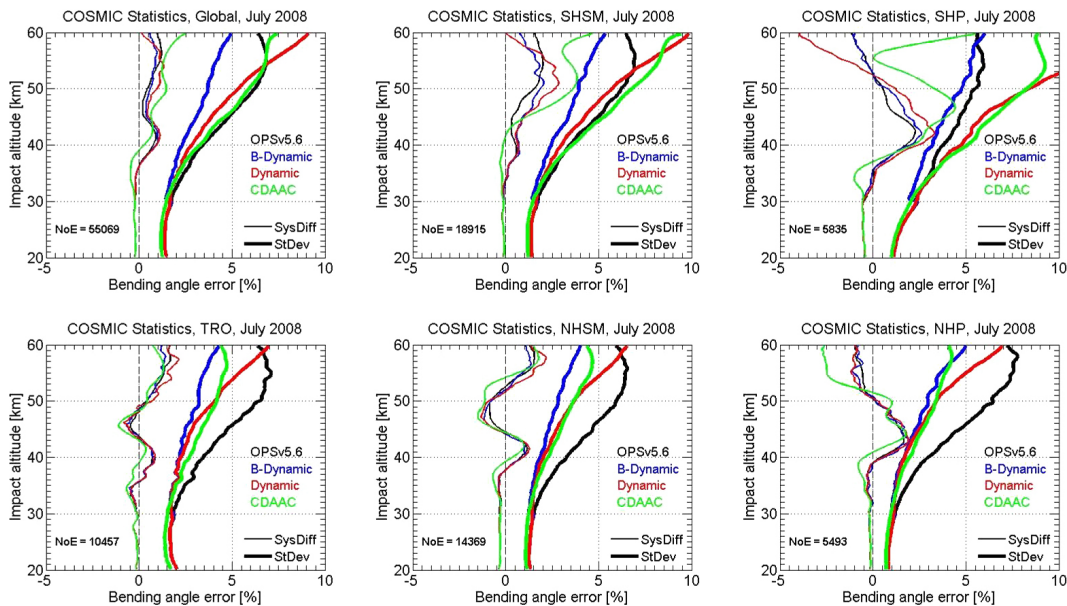 COSMIC Statistics, Global, July 2008
60
50
40
30
20
Impact altitude [km]
OPSv5.6
B-Dynamic
Dynamic
CDAAC
NoE = 55069
SysDiff
StDev
-5 0 5 10
Bending angle error [%]
COSMIC Statistics, SHSM, July 2008
60
50
40
30
20
Impact altitude [km]
OPSv5.6
B-Dynamic
Dynamic
CDAAC
NoE = 18915
SysDiff
StDev
-5 0 5 10
Bending angle error [%]
COSMIC Statistics, SHP, July 2008
60
50
40
30
20
Impact altitude [km]
OPSv5.6
B-Dynamic
Dynamic
CDAAC
NoE = 5835
SysDiff
StDev
-5 0 5 10
Bending angle error [%]
COSMIC Statistics, TRO, July 2008
60
50
40
30
20
Impact altitude [km]
OPSv5.6
B-Dynamic
Dynamic
CDAAC
NoE = 10457
SysDiff
StDev
-5 0 5 10
Bending angle error [%]
COSMIC Statistics, NHSM, July 2008
60
50
40
30
20
Impact altitude [km]
OPSv5.6
B-Dynamic
Dynamic
CDAAC
NoE = 14369
SysDiff
StDev
-5 0 5 10
Bending angle error [%]
COSMIC Statistics, NHP, July 2008
60
50
40
30
20
Impact altitude [km]
OPSv5.6
B-Dynamic
Dynamic
CDAAC
NoE = 5493
SysDiff
StDev
-5 0 5 10
Bending angle error [%]